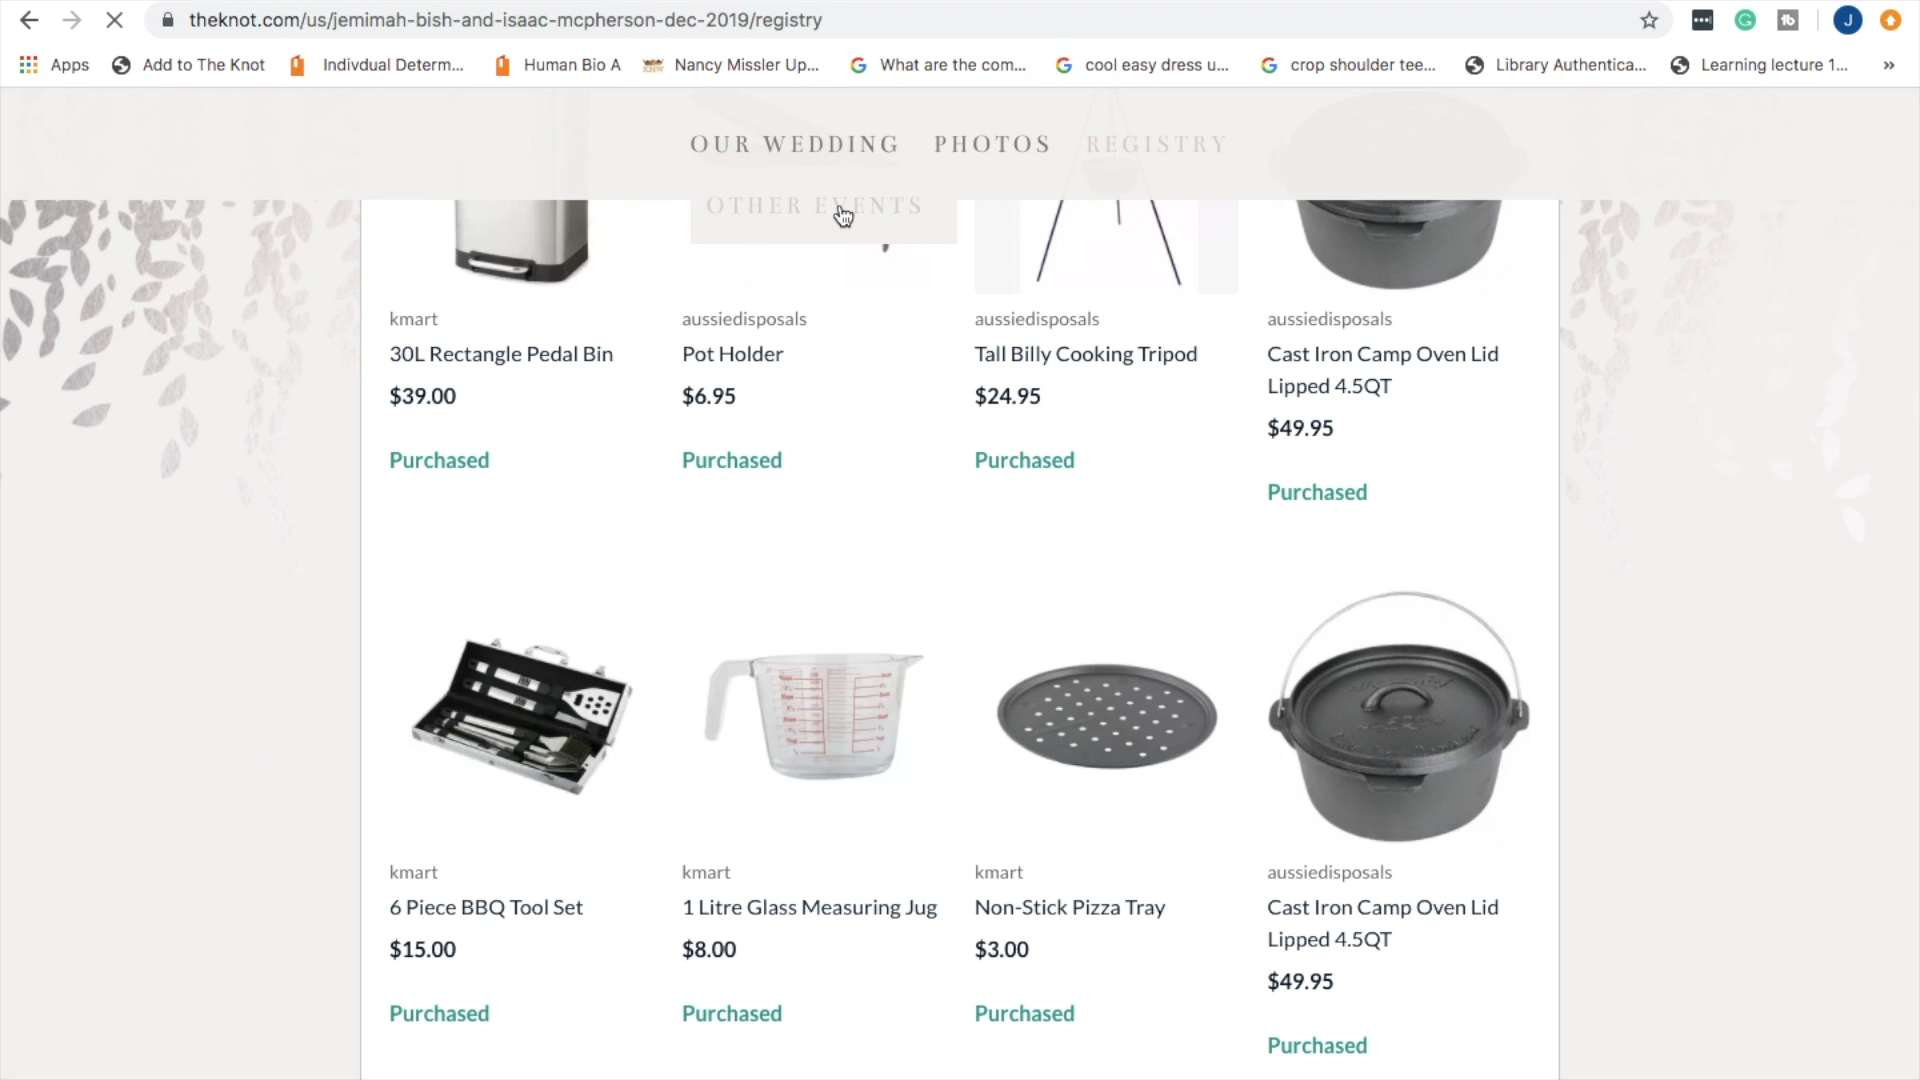 theknot.com/us/jemimah-bish-and-isaac-mcpherson-dec-2019/registry
J
Apps Add to The Knot Indivdual Determ... Human Bio A Nancy Missler Up... What are the com... cool easy dress u... crop shoulder tee... Library Authentica... Learning lecture 1... »
OUR WEDDING PHOTOS REGISTRY
OTHER EVENTS
kmart aussiedisposals aussiedisposals aussiedisposals
30L Rectangle Pedal Bin Pot Holder Tall Billy Cooking Tripod Cast Iron Camp Oven Lid
Lipped 4.5QT
$39.00 $6.95 $24.95
$49.95
Purchased Purchased Purchased
Purchased
kmart kmart kmart aussiedisposals
6 Piece BBQ Tool Set 1 Litre Glass Measuring Jug Non-Stick Pizza Tray Cast Iron Camp Oven Lid
Lipped 4.5QT
$15.00 $8.00 $3.00
$49.95
Purchased Purchased Purchased
Purchased